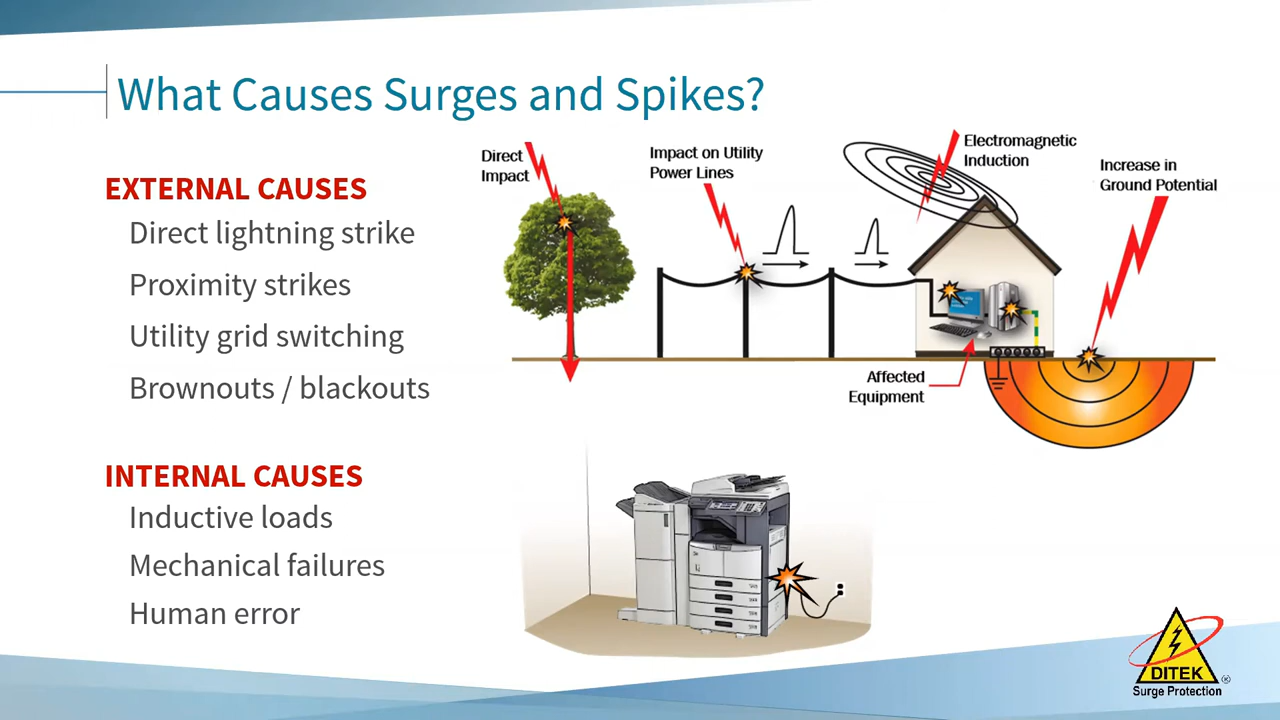 What Causes Surges and Spikes?
EXTERNAL CAUSES
Direct lightning strike
Proximity strikes
Utility grid switching
Brownouts / blackouts
INTERNAL CAUSES
Inductive loads
Mechanical failures
Human error
Direct
Impact
Impact on Utility
Power Lines
Electromagnetic
Induction
Increase in
Ground Potential
Affected
Equipment
DITEK
®
Surge Protection